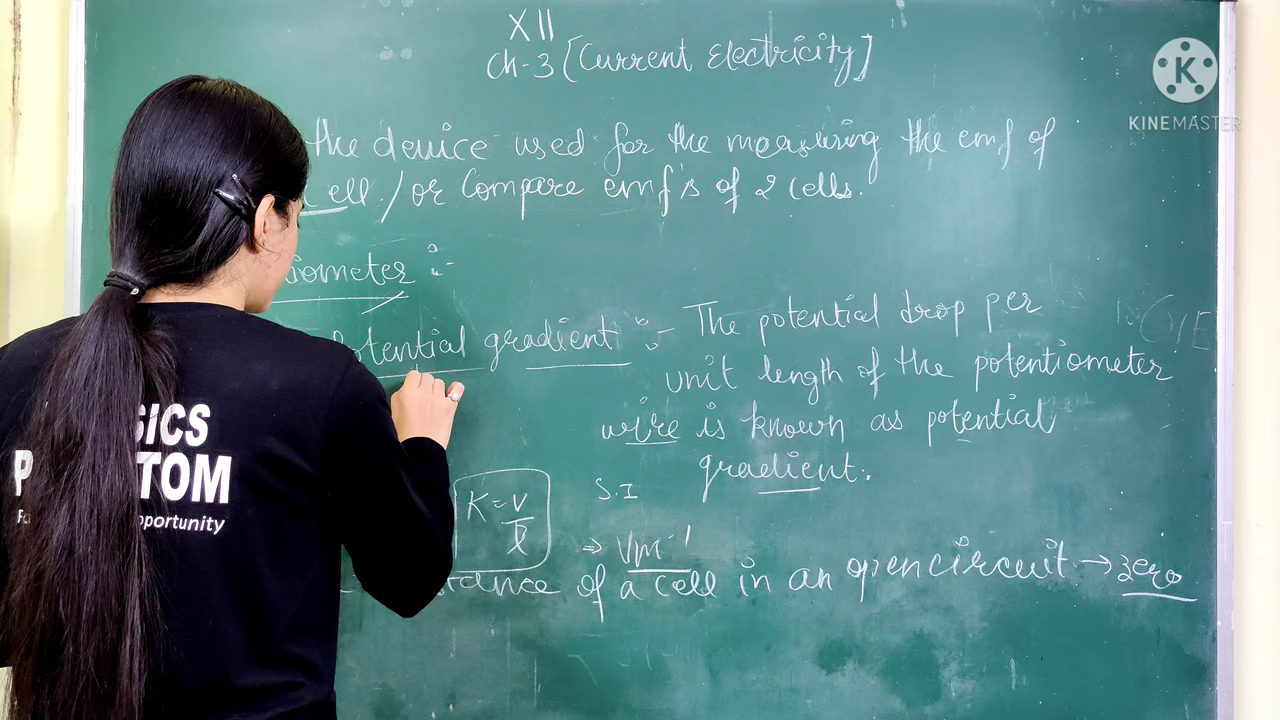 XII
Ch-3 [Current Electricity]
the device used for the measuring the emf of
cell / or Compare emf's of 2 cells.
iometer :-
Potential gradient :- The potential drop per
unit length of the potentiometer
wire is known as potential
gradient.
K = V/l
S.I
⇒ Vm⁻¹
of a cell in an open circuit → zero
SICS
P TOM
opportunity
K
KINEMASTER